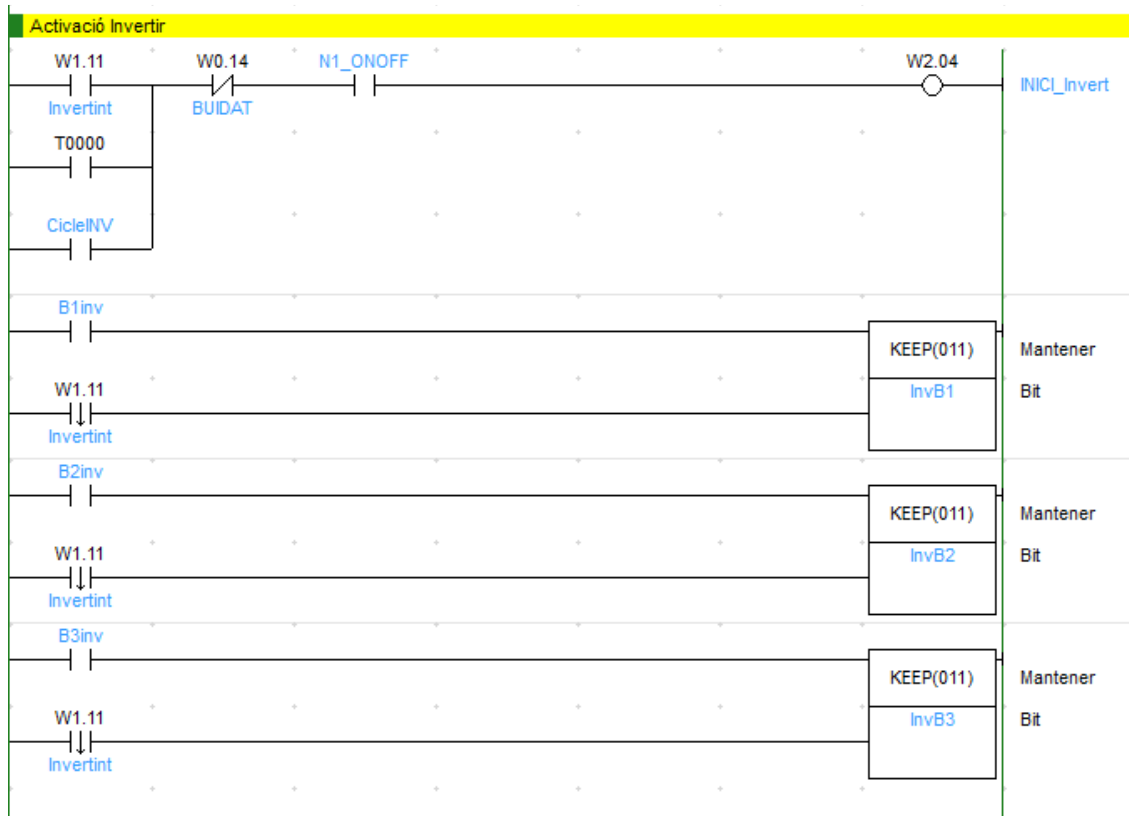 Activació Invertir
W1.11 W0.14 N1_ONOFF W2.04
INICI_Invert
Invertint BUIDAT
T0000
CicleINV
B1inv
KEEP(011) Mantener
W1.11 InvB1 Bit
Invertint
B2inv
KEEP(011) Mantener
W1.11 InvB2 Bit
Invertint
B3inv
KEEP(011) Mantener
W1.11 InvB3 Bit
Invertint